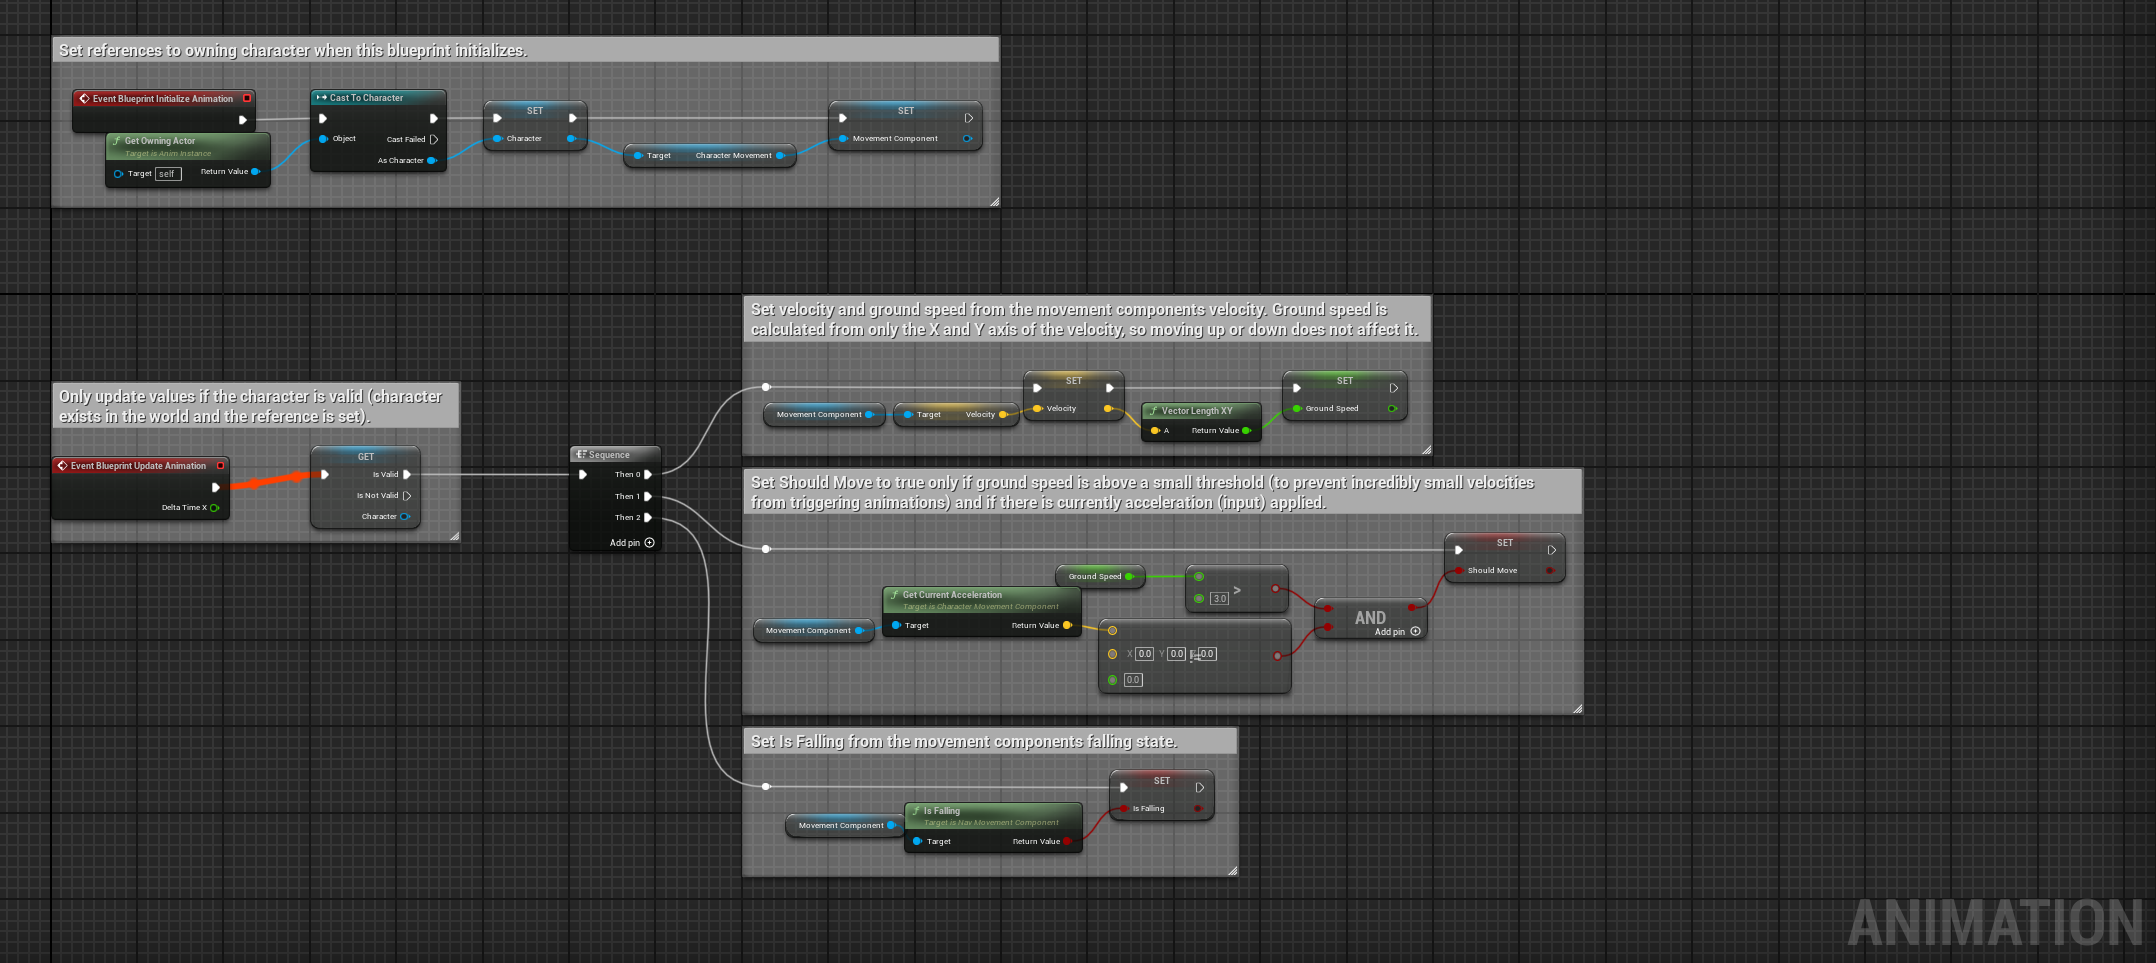 Set references to owning character when this blueprint initializes.
Event Blueprint Initialize Animation
Get Owning Actor
Target is Anim Instance
Target self Return Value
Cast To Character
Object
Cast Failed
As Character
SET
Character
Target Character Movement
SET
Movement Component
Only update values if the character is valid (character
exists in the world and the reference is set).
Event Blueprint Update Animation
Delta Time X
GET
Is Valid
Is Not Valid
Character
Sequence
Then 0
Then 1
Then 2
Add pin
Set velocity and ground speed from the movement components velocity. Ground speed is
calculated from only the X and Y axis of the velocity, so moving up or down does not affect it.
Movement Component
Target Velocity
SET
Velocity
Vector Length XY
A Return Value
SET
Ground Speed
Set Should Move to true only if ground speed is above a small threshold (to prevent incredibly small velocities
from triggering animations) and if there is currently acceleration (input) applied.
Movement Component
Get Current Acceleration
Target is Character Movement Component
Target Return Value
Ground Speed
3.0 >
X 0.0 Y 0.0 0.0
!=
0.0
AND
Add pin
SET
Should Move
Set Is Falling from the movement components falling state.
Movement Component
Is Falling
Target is Nav Movement Component
Target Return Value
SET
Is Falling
ANIMATION